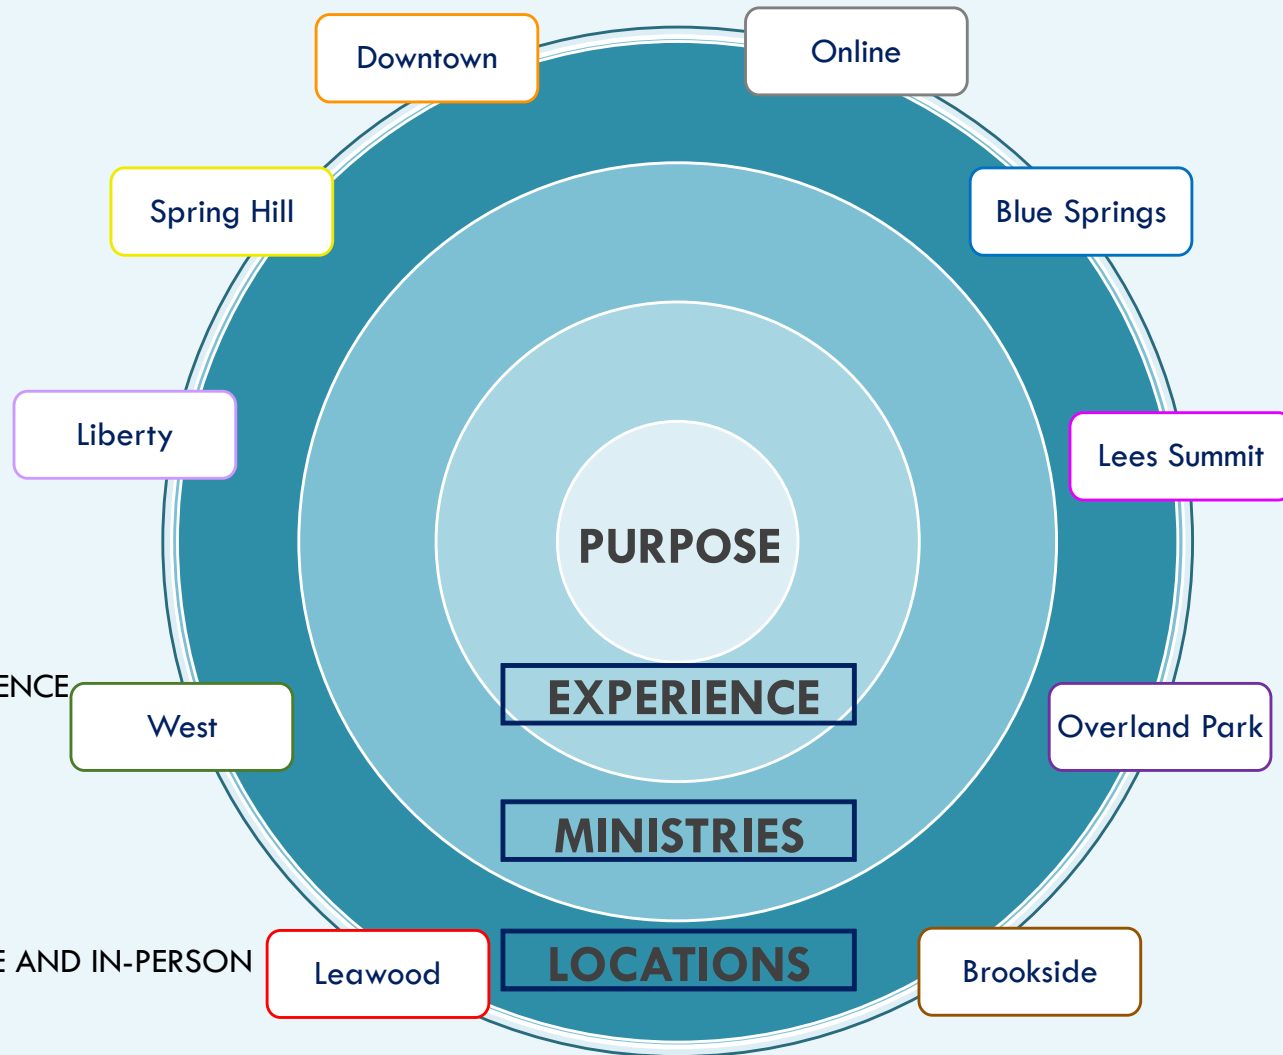 Downtown
Online
Spring Hill
Blue Springs
Liberty
Lees Summit
PURPOSE
EXPERIENCE
West
Overland Park
MINISTRIES
AND IN-PERSON
Leawood
LOCATIONS
Brookside